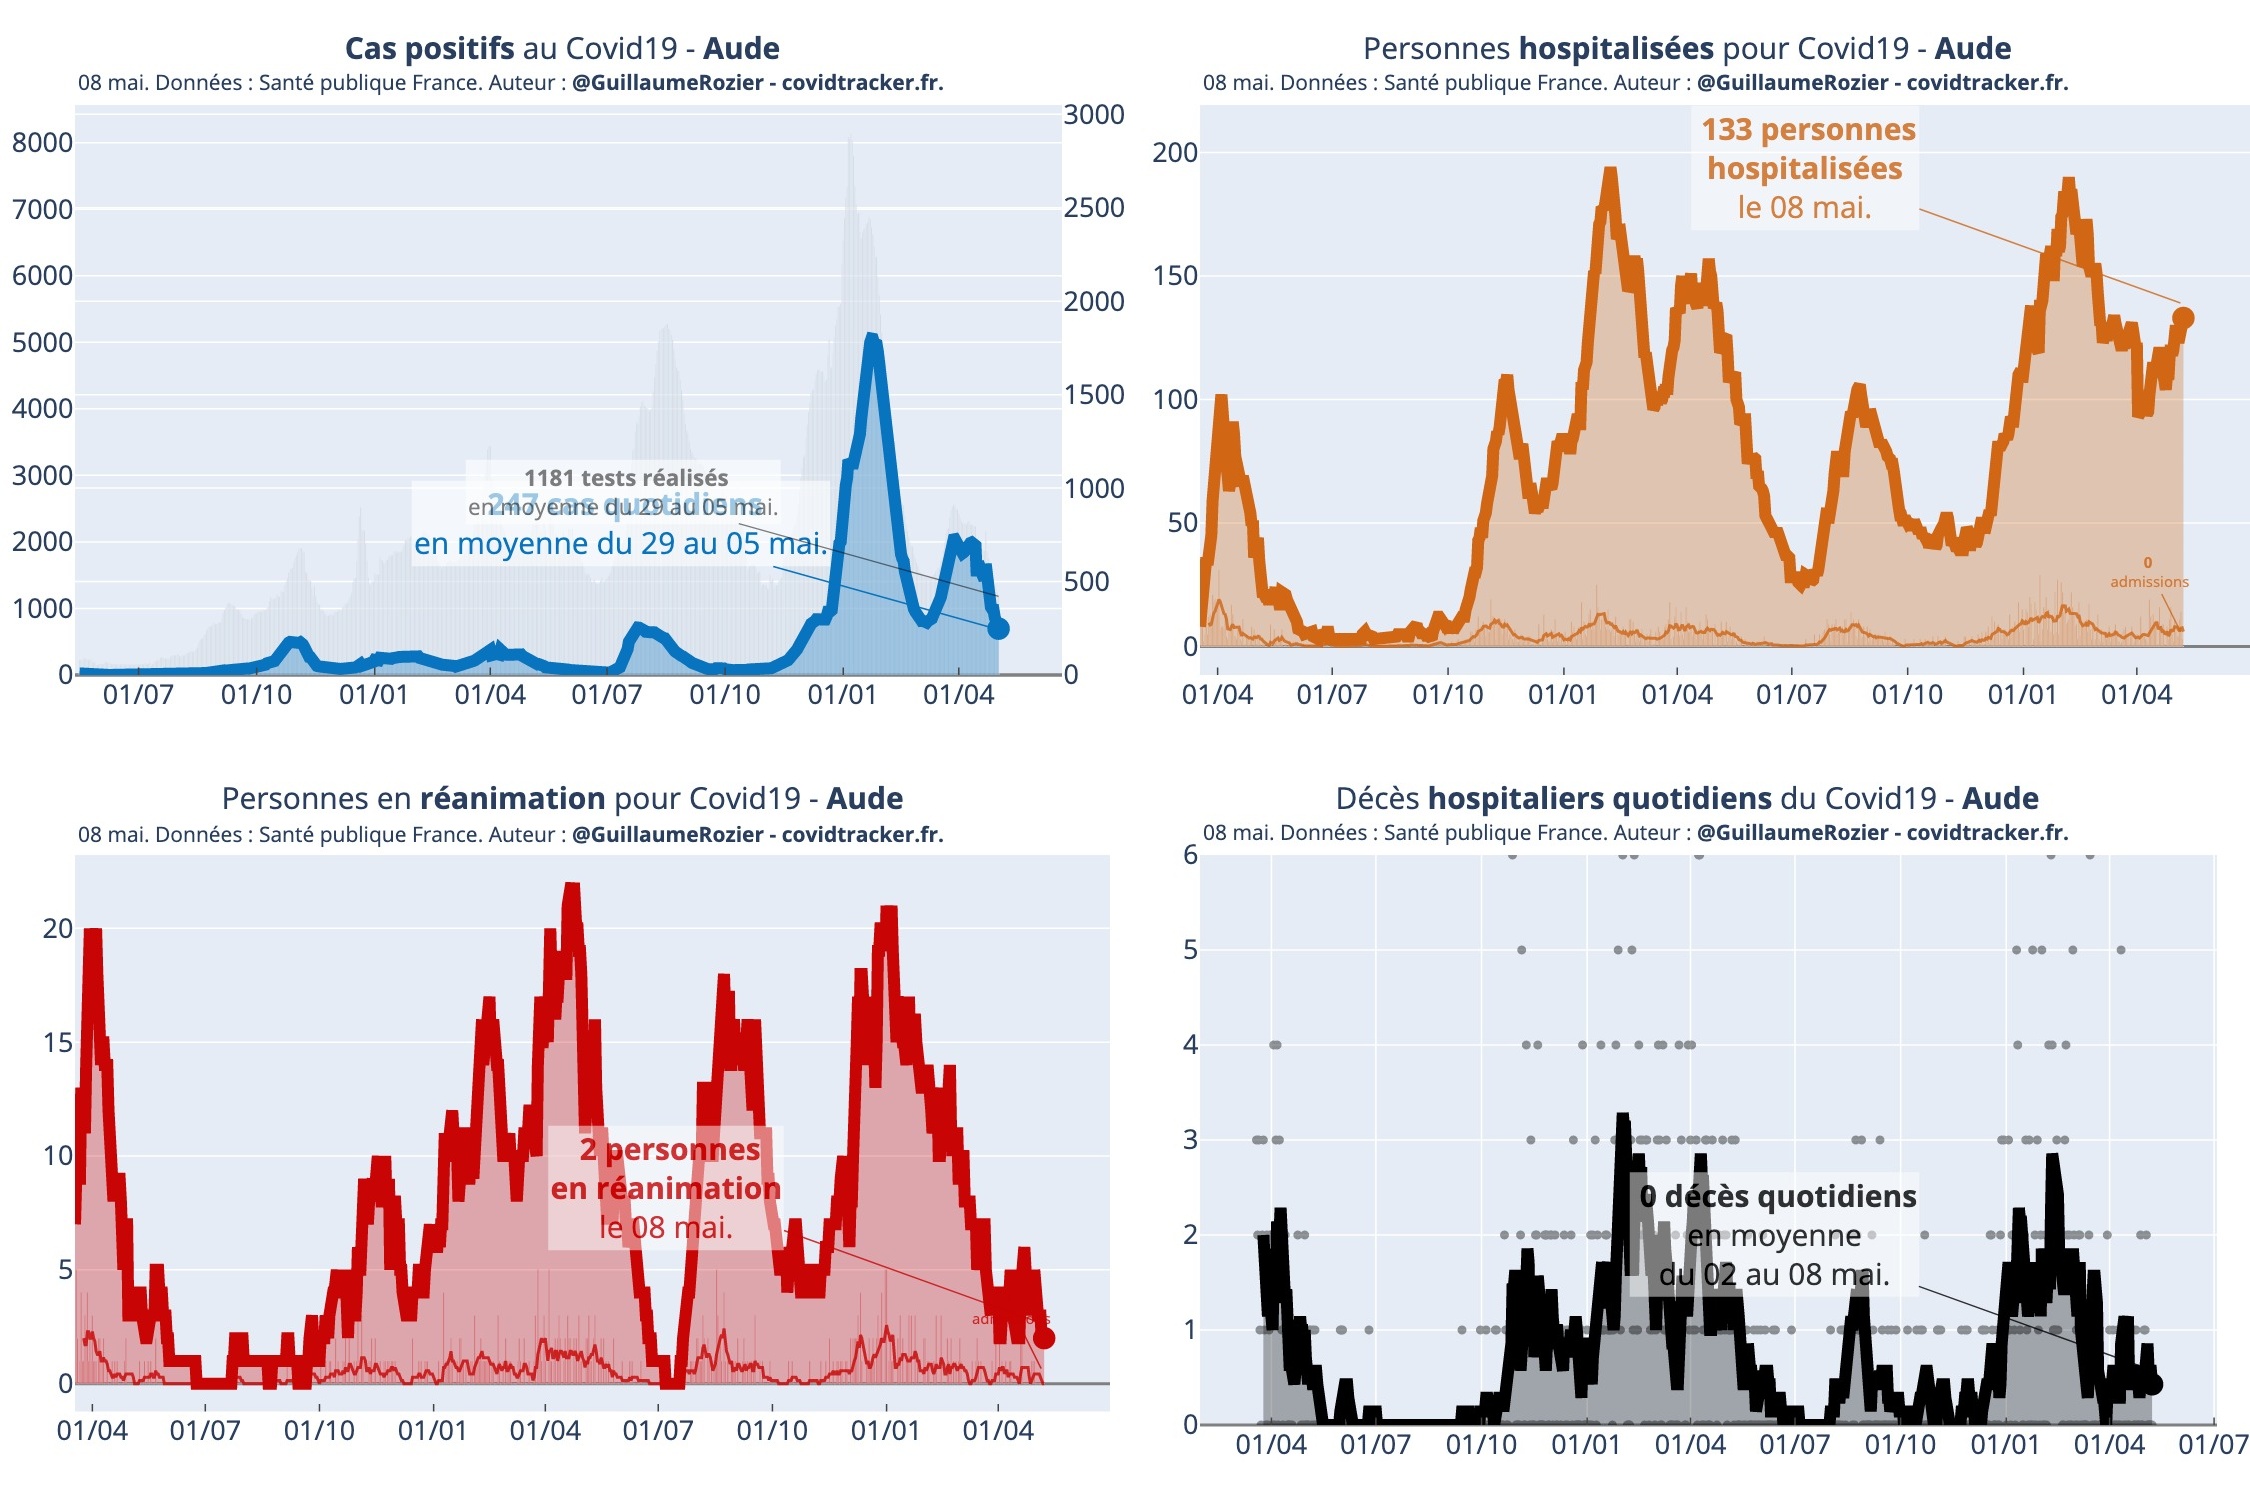 Cas positifs au Covid19 - Aude
08 mai. Données : Santé publique France. Auteur : @GuillaumeRozier - covidtracker.fr.
8000
7000
6000
5000
4000
3000
2000
1000
0
3000
2500
2000
1500
1000
500
0
1181 tests réalisés
en moyenne du 29 au 05 mai.
247 cas quotidiens
en moyenne du 29 au 05 mai.
01/07 01/10 01/01 01/04 01/07 01/10 01/01 01/04
Personnes hospitalisées pour Covid19 - Aude
08 mai. Données : Santé publique France. Auteur : @GuillaumeRozier - covidtracker.fr.
200
150
100
50
0
133 personnes
hospitalisées
le 08 mai.
0
admissions
01/04 01/07 01/10 01/01 01/04 01/07 01/10 01/01 01/04
Personnes en réanimation pour Covid19 - Aude
08 mai. Données : Santé publique France. Auteur : @GuillaumeRozier - covidtracker.fr.
20
15
10
5
0
2 personnes
en réanimation
le 08 mai.
admissions
01/04 01/07 01/10 01/01 01/04 01/07 01/10 01/01 01/04
Décès hospitaliers quotidiens du Covid19 - Aude
08 mai. Données : Santé publique France. Auteur : @GuillaumeRozier - covidtracker.fr.
6
5
4
3
2
1
0
0 décès quotidiens
en moyenne
du 02 au 08 mai.
01/04 01/07 01/10 01/01 01/04 01/07 01/10 01/01 01/04 01/07